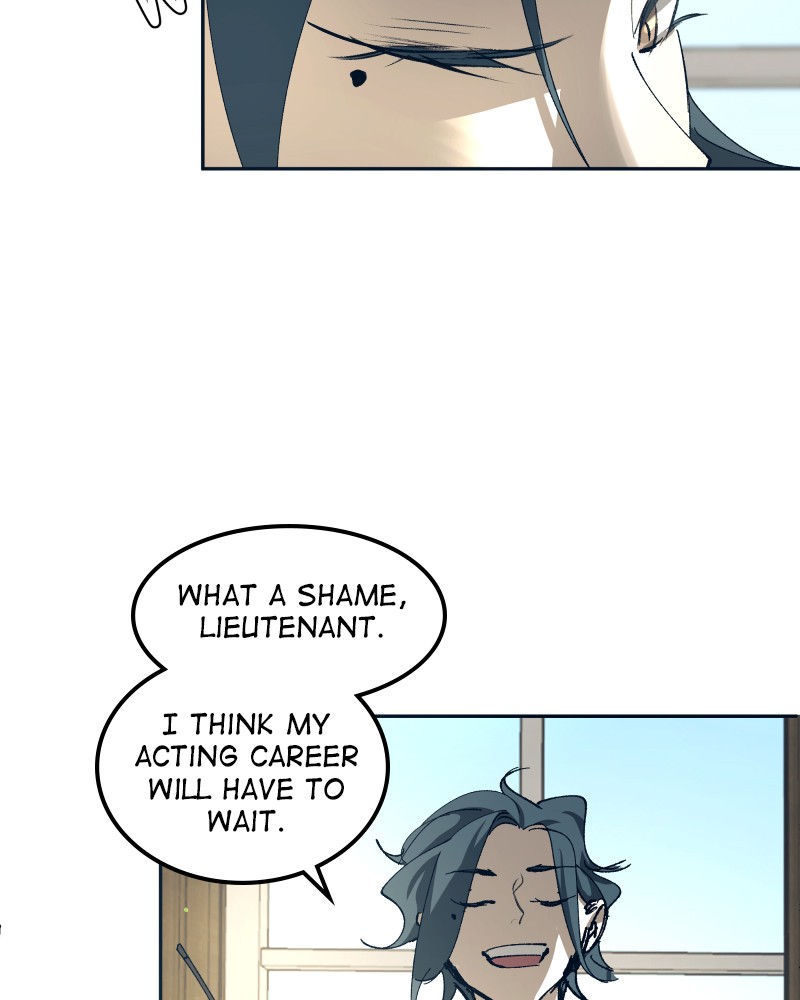 WHAT A SHAME,
LIEUTENANT.
I THINK MY
ACTING CAREER
WILL HAVE TO
WAIT.